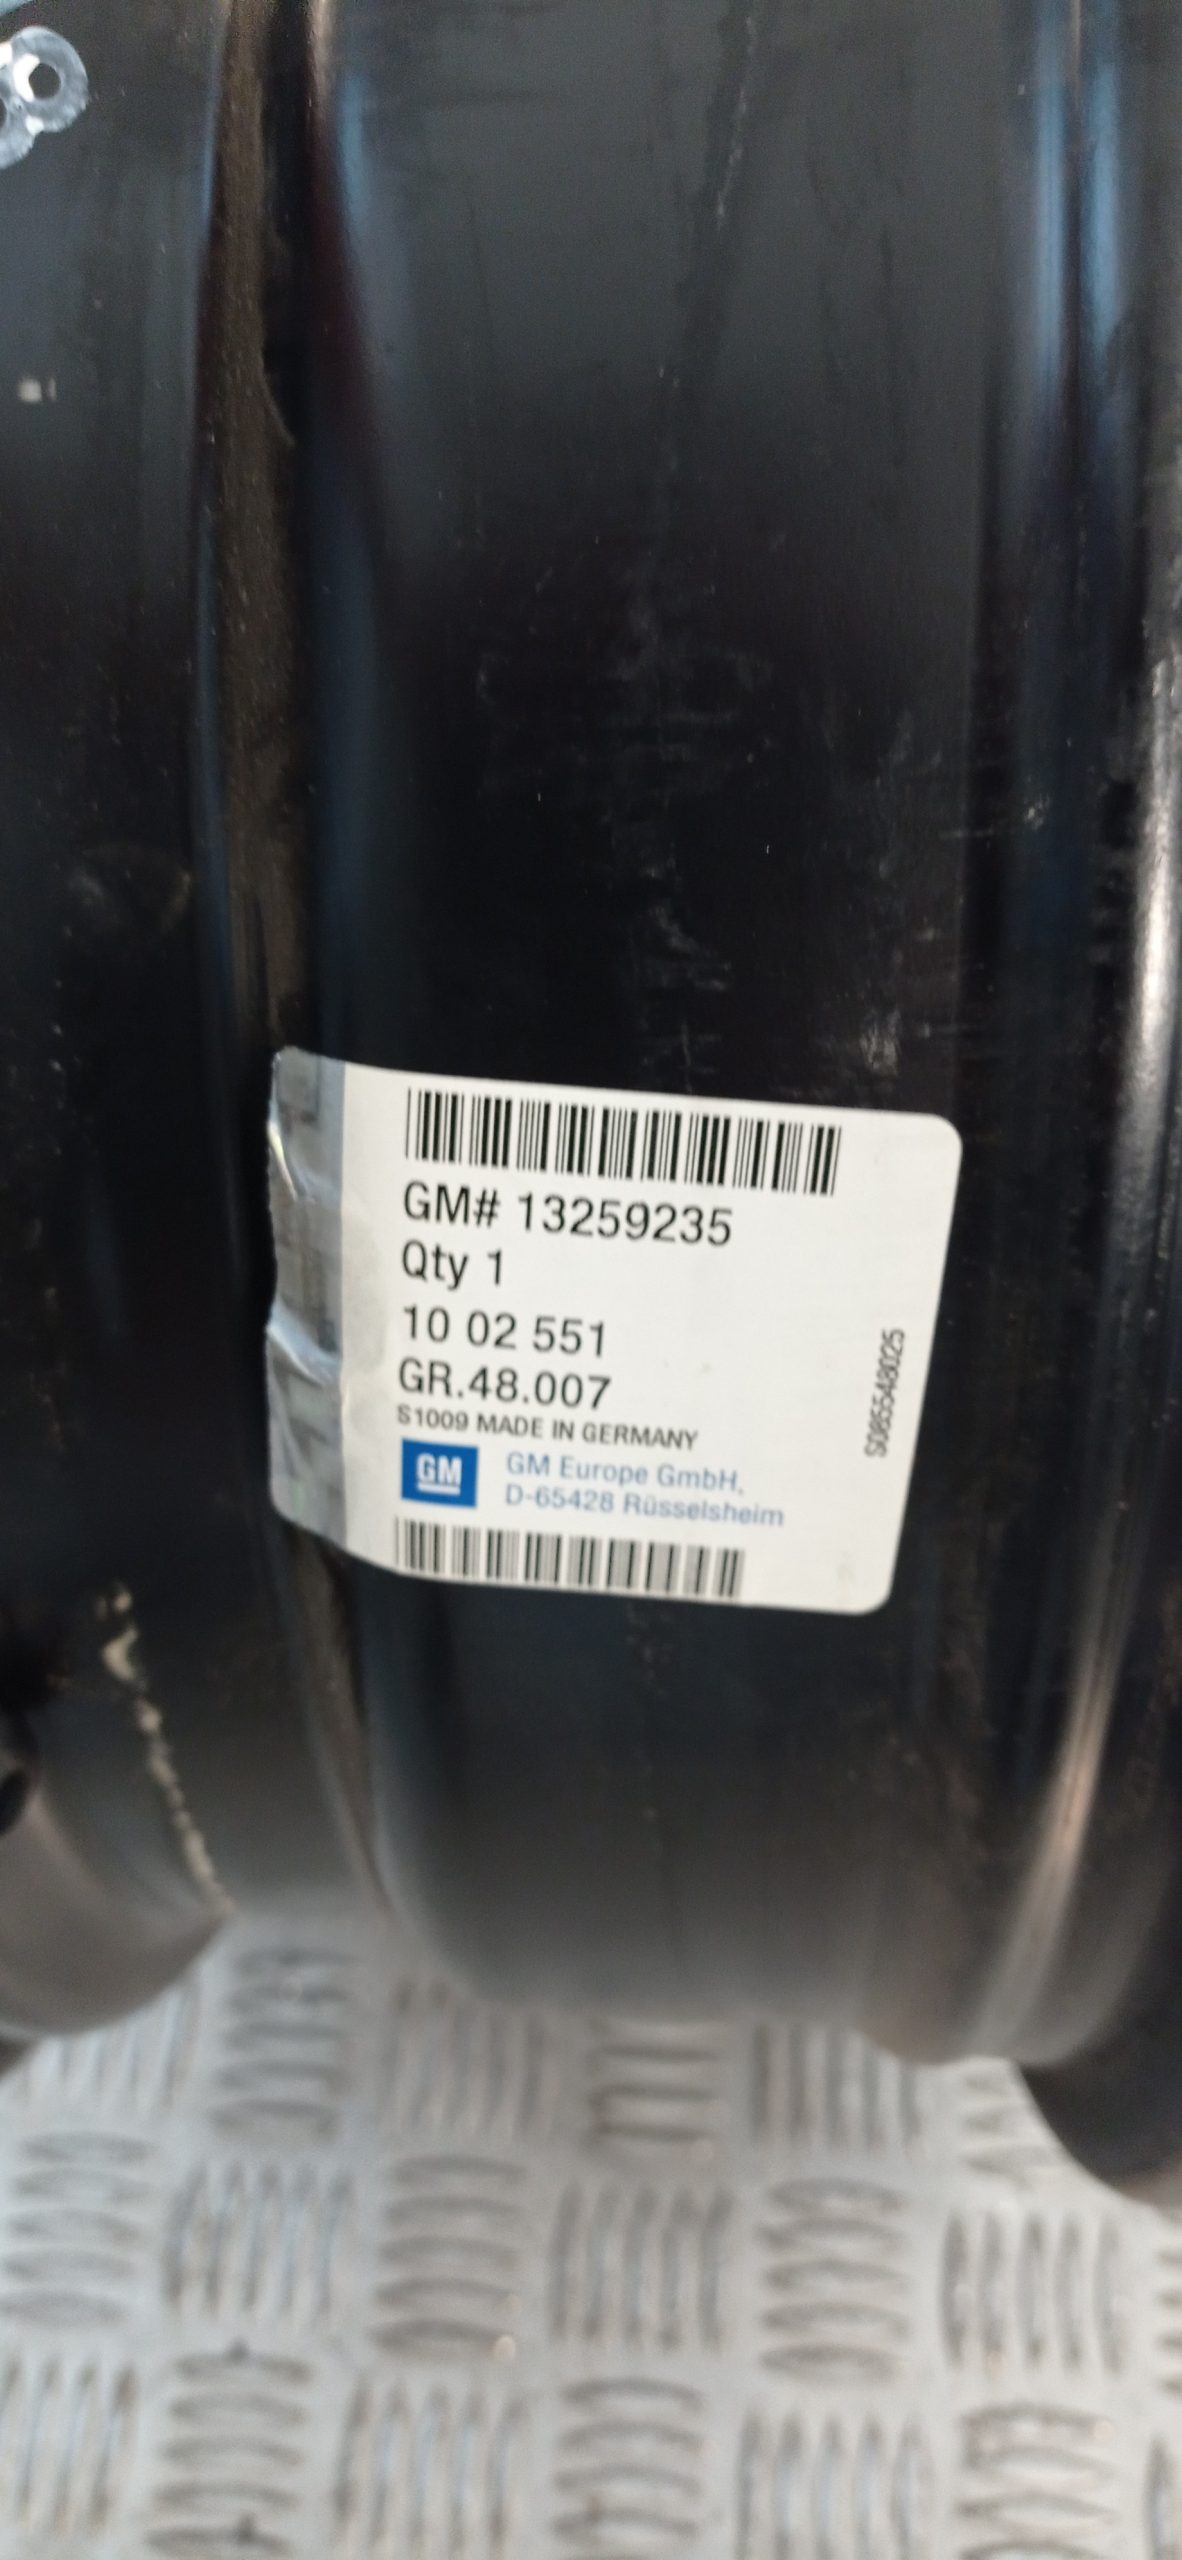 GM# 13259235
Qty 1
10 02 551
GR.48.007
S1009 MADE IN GERMANY
GM
GM Europe GmbH,
D-65428 Rüsselsheim
S085548025